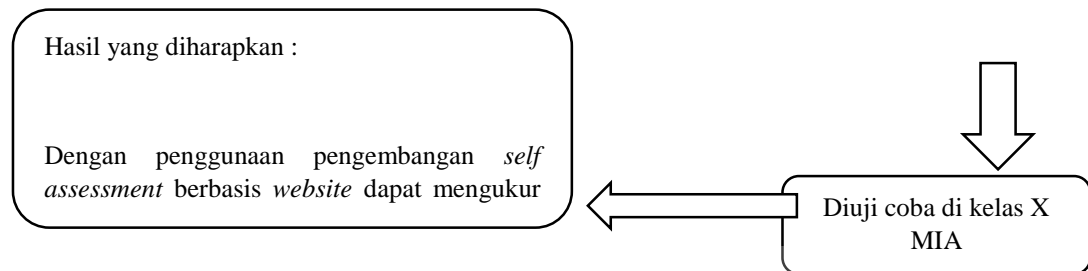 Hasil yang diharapkan :
Dengan penggunaan pengembangan self
assessment berbasis website dapat mengukur
Diuji coba di kelas X
MIA